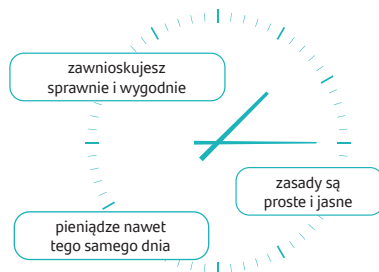 zawnioskujesz
sprawnie i wygodnie
zasady są
proste i jasne
pieniądze nawet
tego samego dnia